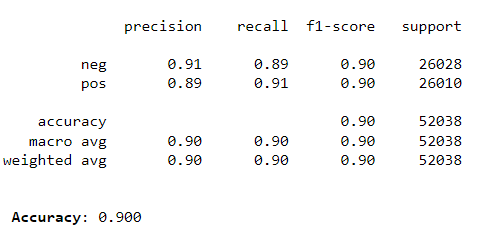 precision recall f1-score support
neg 0.91 0.89 0.90 26028
pos 0.89 0.91 0.90 26010
accuracy 0.90 52038
macro avg 0.90 0.90 0.90 52038
weighted avg 0.90 0.90 0.90 52038
Accuracy: 0.900